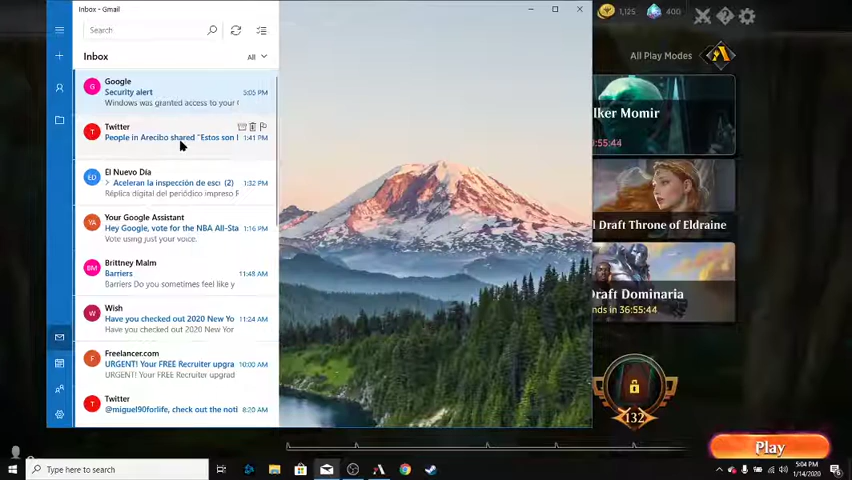 Inbox - Gmail
1,125
400
Search
Inbox
All
All Play Modes
Google
Security alert
5:05 PM
Windows was granted access to your
lker Momir
:55:44
Twitter
People in Arecibo shared "Estos son l
1:41 PM
El Nuevo Día
Aceleran la inspección de esc (2)
1:32 PM
Réplica digital del periódico impreso
l Draft Throne of Eldraine
Your Google Assistant
Hey Google, vote for the NBA All-Sta
1:16 PM
Vote using just your voice.
Brittney Malm
Barriers
11:48 AM
Barriers Do you sometimes feel like y
Draft Dominaria
nds in 36:55:44
Wish
Have you checked out 2020 New Yo
11:24 AM
Have you checked out 2020 New Yo
Freelancer.com
URGENT! Your FREE Recruiter upgra
10:00 AM
URGENT! Your FREE Recruiter upgrad
Twitter
@miguel90forlife, check out the noti
8:20 AM
132
Play
Type here to search
5:04 PM
1/14/2020